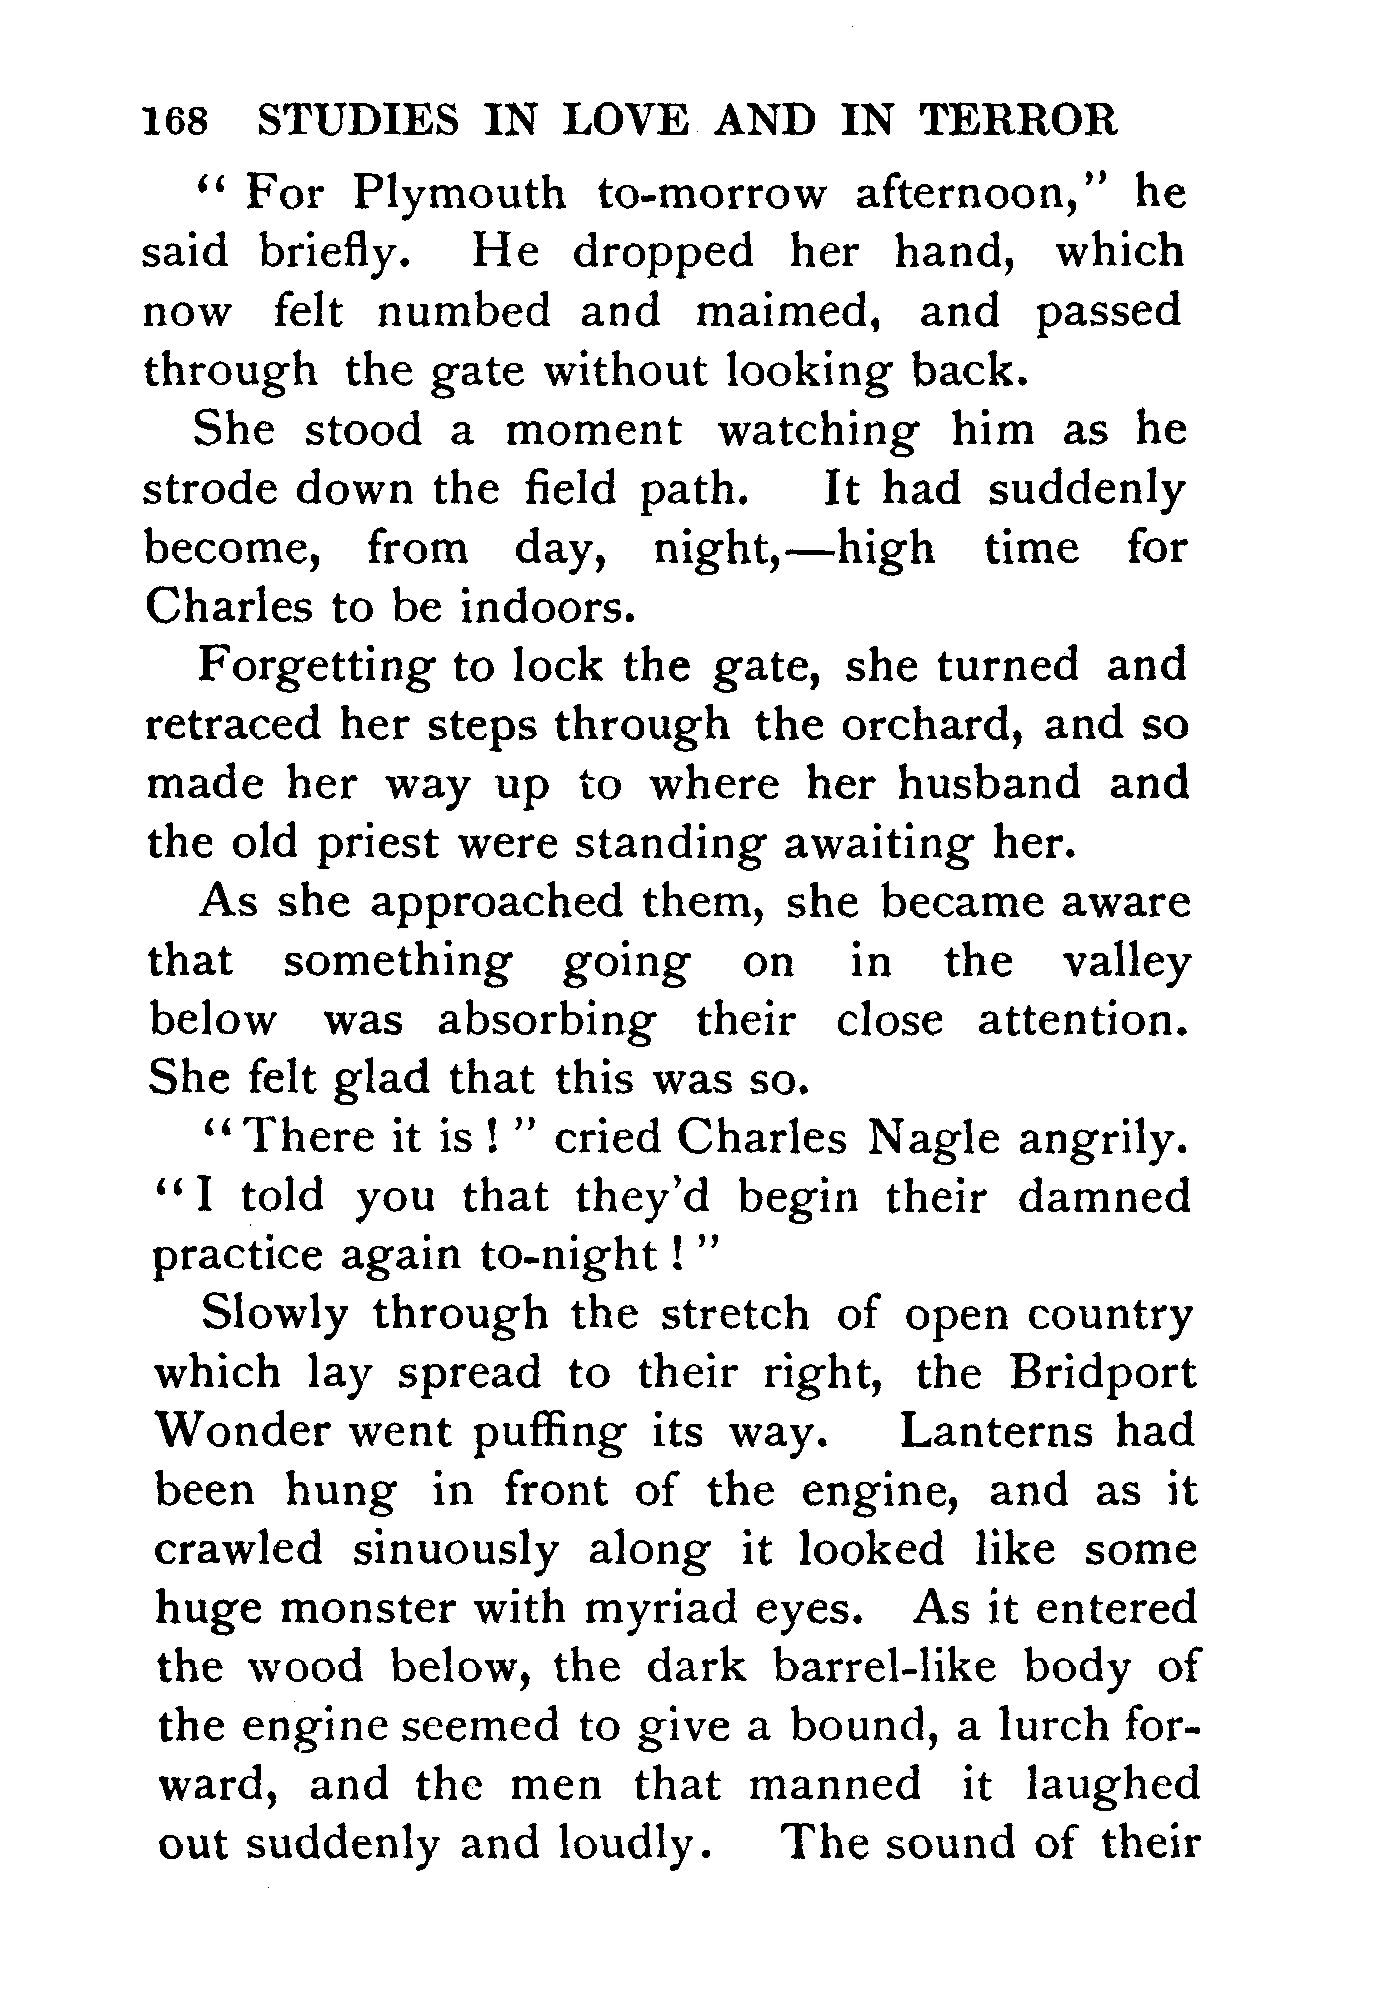 168 STUDIES IN LOVE AND IN TERROR
“ For Plymouth to-morrow afternoon,” he
said briefly. He dropped her hand, which
now felt numbed and maimed, and passed
through the gate without looking back.
She stood a moment watching him as he
strode down the field path. It had suddenly
become, from day, night,—high time for
Charles to be indoors.
Forgetting to lock the gate, she turned and
retraced her steps through the orchard, and so
made her way up to where her husband and
the old priest were standing awaiting her.
As she approached them, she became aware
that something going on in the valley
below was absorbing their close attention.
She felt glad that this was so.
“ There it is ! ” cried Charles Nagle angrily.
“ I told you that they’d begin their damned
practice again to-night ! ”
Slowly through the stretch of open country
which lay spread to their right, the Bridport
Wonder went puffing its way. Lanterns had
been hung in front of the engine, and as it
crawled sinuously along it looked like some
huge monster with myriad eyes. As it entered
the wood below, the dark barrel-like body of
the engine seemed to give a bound, a lurch for-
ward, and the men that manned it laughed
out suddenly and loudly. The sound of their